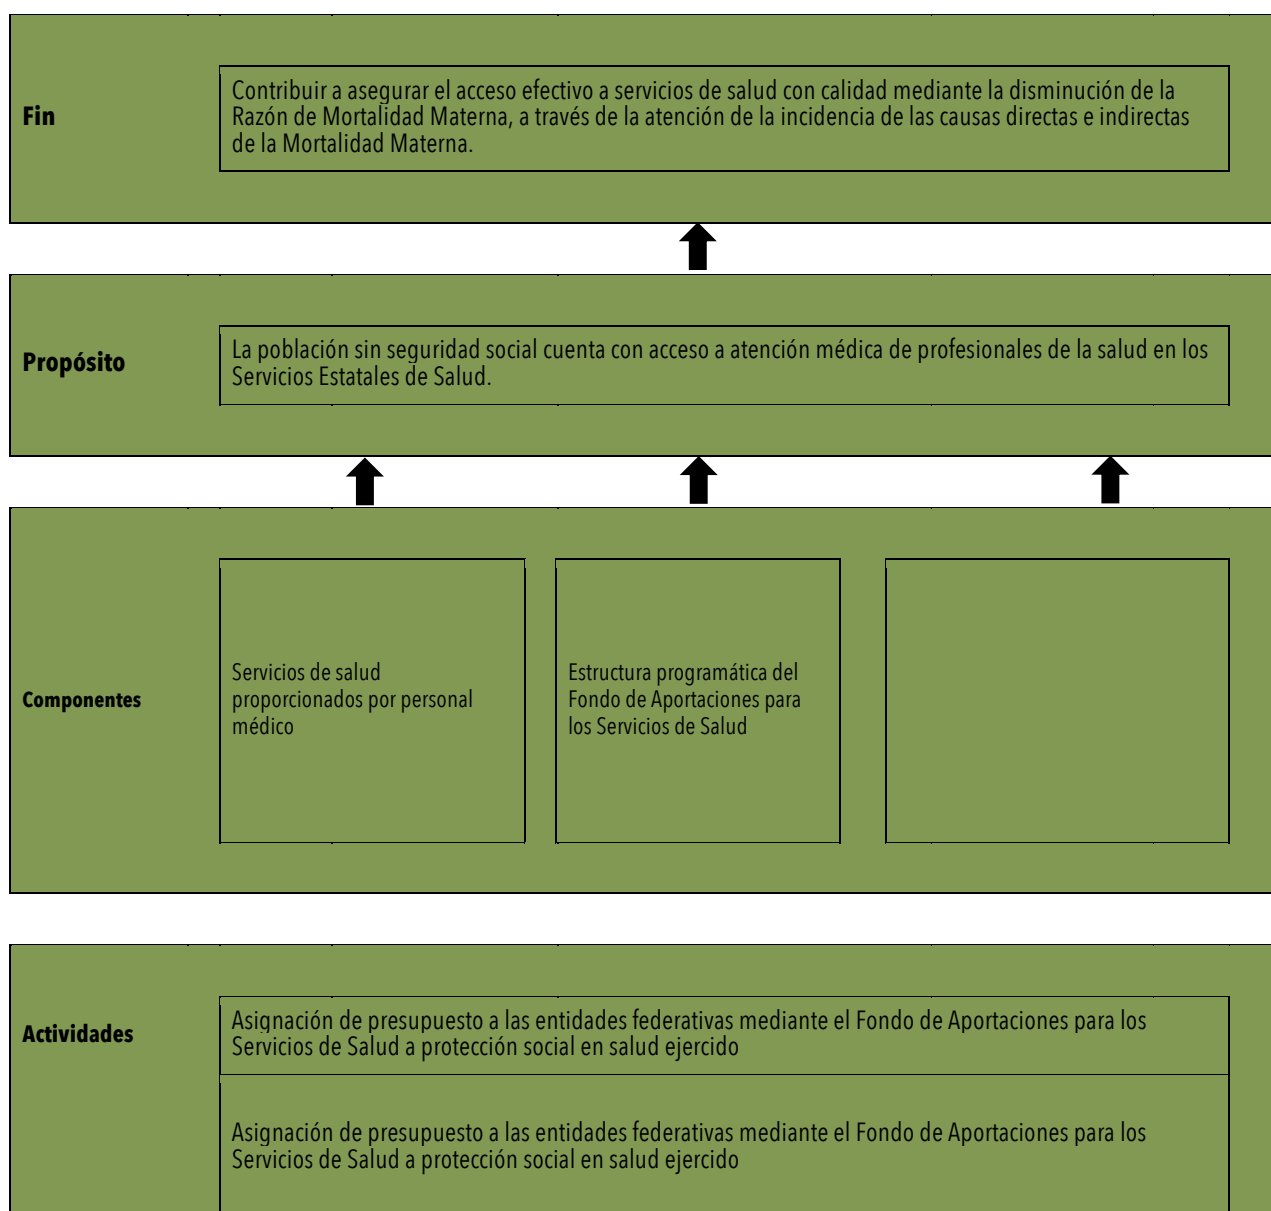 Fin
Contribuir a asegurar el acceso efectivo a servicios de salud con calidad mediante la disminución de la
Razón de Mortalidad Materna, a través de la atención de la incidencia de las causas directas e indirectas
de la Mortalidad Materna.
Propósito
La población sin seguridad social cuenta con acceso a atención médica de profesionales de la salud en los
Servicios Estatales de Salud.
Componentes
Servicios de salud
proporcionados por personal
médico
Estructura programática del
Fondo de Aportaciones para
los Servicios de Salud
Actividades
Asignación de presupuesto a las entidades federativas mediante el Fondo de Aportaciones para los
Servicios de Salud a protección social en salud ejercido
Asignación de presupuesto a las entidades federativas mediante el Fondo de Aportaciones para los
Servicios de Salud a protección social en salud ejercido